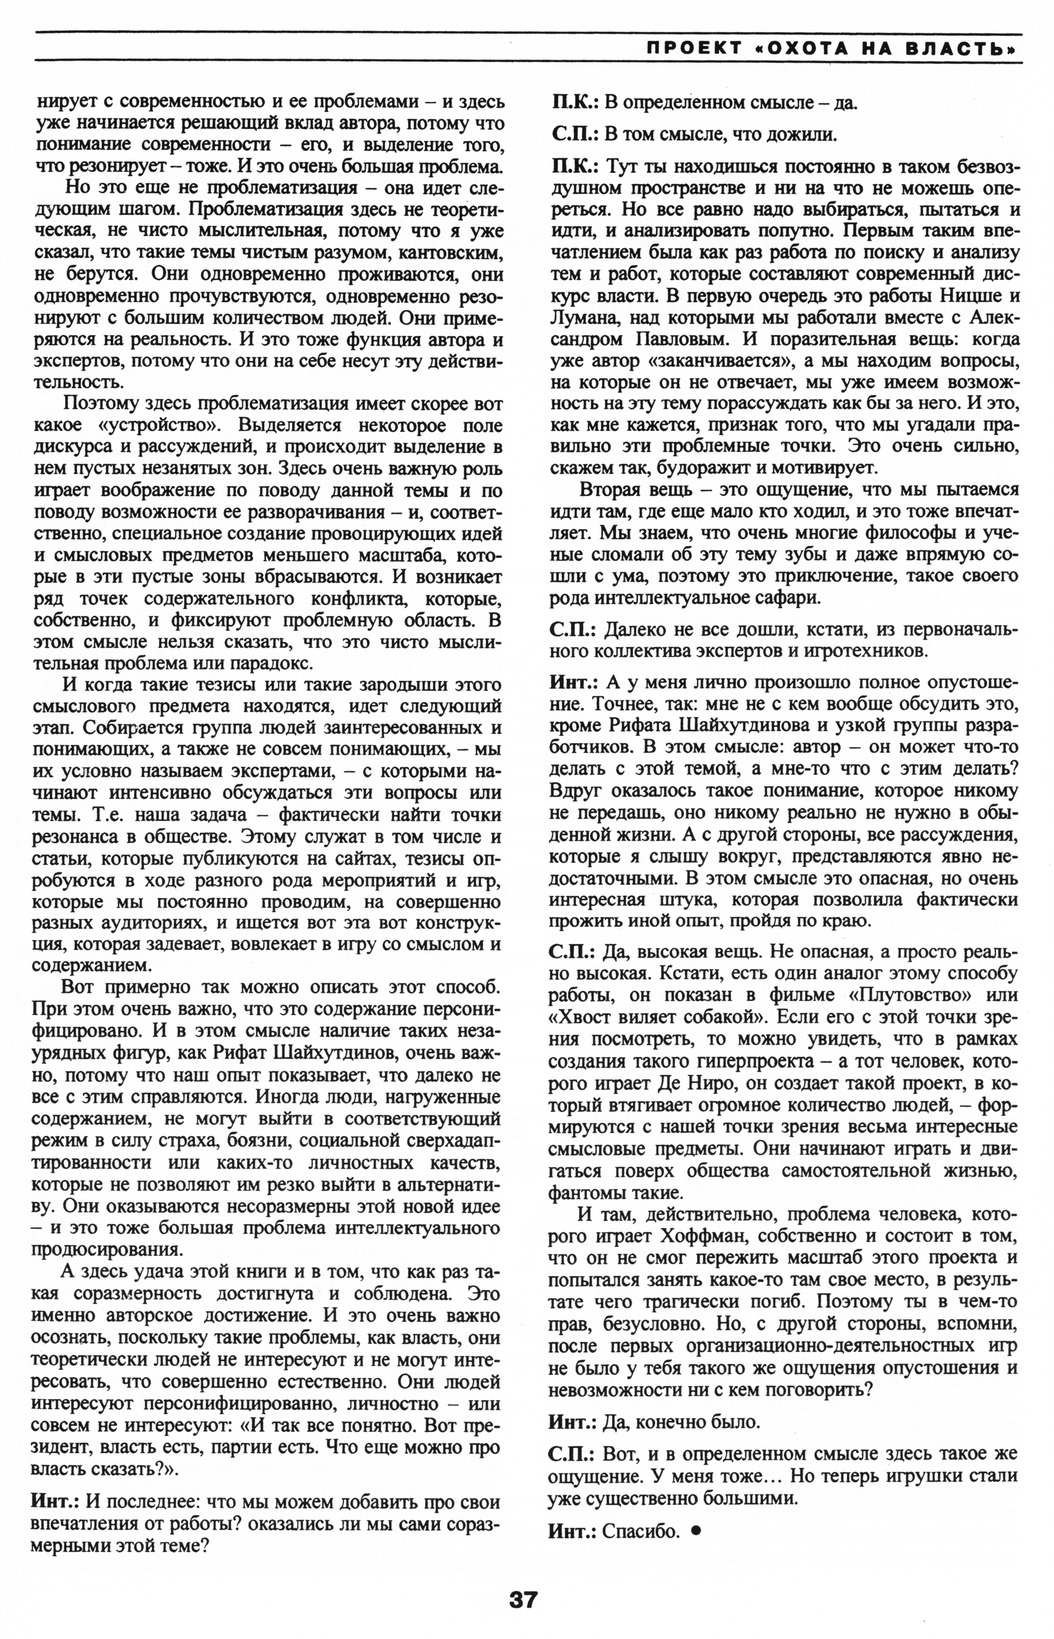 ПРОЕКТ «ОХОТА НА ВЛАСТЬ»
нирует с современностью и ее проблемами – и здесь
уже начинается решающий вклад автора, потому что
понимание современности – его, и выделение того,
что резонирует – тоже. И это очень большая проблема.
Но это еще не проблематизация – она идет сле-
дующим шагом. Проблематизация здесь не теорети-
ческая, не чисто мыслительная, потому что я уже
сказал, что такие темы чистым разумом, кантовским,
не берутся. Они одновременно проживаются, они
одновременно прочувствуются, одновременно резо-
нируют с большим количеством людей. Они приме-
ряются на реальность. И это тоже функция автора и
экспертов, потому что они на себе несут эту действи-
тельность.
Поэтому здесь проблематизация имеет скорее вот
какое «устройство». Выделяется некоторое поле
дискурса и рассуждений, и происходит выделение в
нем пустых незанятых зон. Здесь очень важную роль
играет воображение по поводу данной темы и по
поводу возможности ее разворачивания – и, соответ-
ственно, специальное создание провоцирующих идей
и смысловых предметов меньшего масштаба, кото-
рые в эти пустые зоны вбрасываются. И возникает
ряд точек содержательного конфликта, которые,
собственно, и фиксируют проблемную область. В
этом смысле нельзя сказать, что это чисто мысли-
тельная проблема или парадокс.
И когда такие тезисы или такие зародыши этого
смыслового предмета находятся, идет следующий
этап. Собирается группа людей заинтересованных и
понимающих, а также не совсем понимающих, – мы
их условно называем экспертами, – с которыми на-
чинают интенсивно обсуждаться эти вопросы или
темы. Т.е. наша задача – фактически найти точки
резонанса в обществе. Этому служат в том числе и
статьи, которые публикуются на сайтах, тезисы оп-
робуются в ходе разного рода мероприятий и игр,
которые мы постоянно проводим, на совершенно
разных аудиториях, и ищется вот эта вот конструк-
ция, которая задевает, вовлекает в игру со смыслом и
содержанием.
Вот примерно так можно описать этот способ.
При этом очень важно, что это содержание персони-
фицировано. И в этом смысле наличие таких неза-
урядных фигур, как Рифат Шайхутдинов, очень важ-
но, потому что наш опыт показывает, что далеко не
все с этим справляются. Иногда люди, нагруженные
содержанием, не могут выйти в соответствующий
режим в силу страха, боязни, социальной сверхадап-
тированности или каких-то личностных качеств,
которые не позволяют им резко выйти в альтернати-
ву. Они оказываются несоразмерны этой новой идее
– и это тоже большая проблема интеллектуального
продюсирования.
А здесь удача этой книги и в том, что как раз та-
кая соразмерность достигнута и соблюдена. Это
именно авторское достижение. И это очень важно
осознать, поскольку такие проблемы, как власть, они
теоретически людей не интересуют и не могут инте-
ресовать, что совершенно естественно. Они людей
интересуют персонифицированно, личностно – или
совсем не интересуют: «И так все понятно. Вот пре-
зидент, власть есть, партии есть. Что еще можно про
власть сказать?».
Инт.: И последнее: что мы можем добавить про свои
впечатления от работы? оказались ли мы сами сораз-
мерными этой теме?
П.К.: В определенном смысле – да.
С.П.: В том смысле, что дожили.
П.К.: Тут ты находишься постоянно в таком безвоз-
душном пространстве и ни на что не можешь опе-
реться. Но все равно надо выбираться, пытаться и
идти, и анализировать попутно. Первым таким впе-
чатлением была как раз работа по поиску и анализу
тем и работ, которые составляют современный дис-
курс власти. В первую очередь это работы Ницше и
Лумана, над которыми мы работали вместе с Алек-
сандром Павловым. И поразительная вещь: когда
уже автор «заканчивается», а мы находим вопросы,
на которые он не отвечает, мы уже имеем возмож-
ность на эту тему порассуждать как бы за него. И это,
как мне кажется, признак того, что мы угадали пра-
вильно эти проблемные точки. Это очень сильно,
скажем так, будоражит и мотивирует.
Вторая вещь – это ощущение, что мы пытаемся
идти там, где еще мало кто ходил, и это тоже впечат-
ляет. Мы знаем, что очень многие философы и уче-
ные сломали об эту тему зубы и даже впрямую со-
шли с ума, поэтому это приключение, такое своего
рода интеллектуальное сафари.
С.П.: Далеко не все дошли, кстати, из первоначаль-
ного коллектива экспертов и игротехников.
Инт.: А у меня лично произошло полное опустоше-
ние. Точнее, так: мне не с кем вообще обсудить это,
кроме Рифата Шайхутдинова и узкой группы разра-
ботчиков. В этом смысле: автор – он может что-то
делать с этой темой, а мне-то что с этим делать?
Вдруг оказалось такое понимание, которое никому
не передашь, оно никому реально не нужно в обы-
денной жизни. А с другой стороны, все рассуждения,
которые я слышу вокруг, представляются явно не-
достаточными. В этом смысле это опасная, но очень
интересная штука, которая позволила фактически
прожить иной опыт, пройдя по краю.
С.П.: Да, высокая вещь. Не опасная, а просто реаль-
но высокая. Кстати, есть один аналог этому способу
работы, он показан в фильме «Плутовство» или
«Хвост виляет собакой». Если его с этой точки зре-
ния посмотреть, то можно увидеть, что в рамках
создания такого гиперпроекта – а тот человек, кото-
рого играет Де Ниро, он создает такой проект, в ко-
торый втягивает огромное количество людей, – фор-
мируются с нашей точки зрения весьма интересные
смысловые предметы. Они начинают играть и дви-
гаться поверх общества самостоятельной жизнью,
фантомы такие.
И там, действительно, проблема человека, кото-
рого играет Хоффман, собственно и состоит в том,
что он не смог пережить масштаб этого проекта и
попытался занять какое-то там свое место, в резуль-
тате чего трагически погиб. Поэтому ты в чем-то
прав, безусловно. Но, с другой стороны, вспомни,
после первых организационно-деятельностных игр
не было у тебя такого же ощущения опустошения и
невозможности ни с кем поговорить?
Инт.: Да, конечно было.
С.П.: Вот, и в определенном смысле здесь такое же
ощущение. У меня тоже… Но теперь игрушки стали
уже существенно большими.
Инт.: Спасибо. ●
37